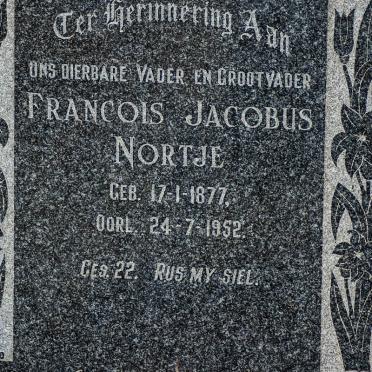 Ter Herinnering Aan
ONS DIERBARE VADER EN GROOTVADER
FRANCOIS JACOBUS
NORTJE
GEB. 17-1-1877,
OORL. 24-7-1952.
GES. 22. RUS MY SIEL.